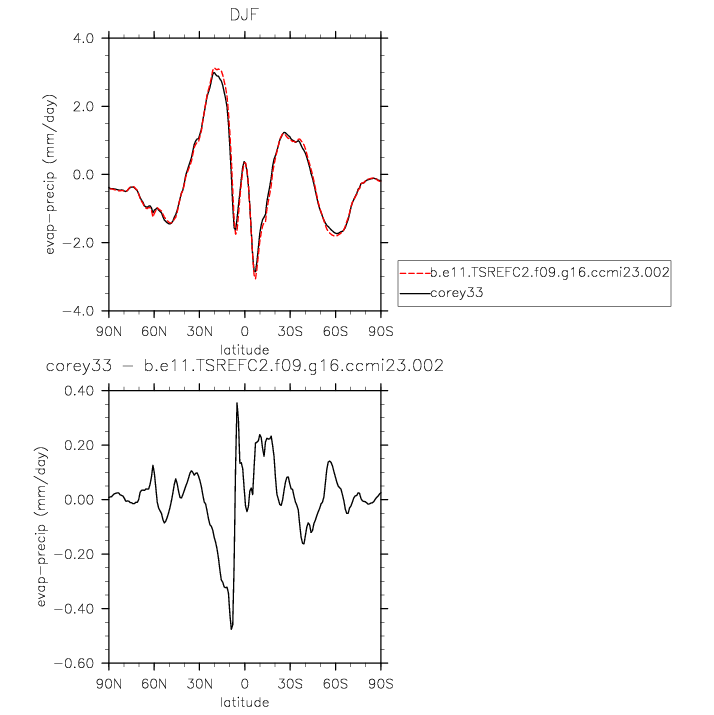 DJF
4.0
2.0
0.0
−2.0
−4.0
evap−precip (mm/day)
90N 60N 30N 0 30S 60S 90S
latitude
b.e11.TSREFC2.f09.g16.ccmi23.002
corey33
corey33 − b.e11.TSREFC2.f09.g16.ccmi23.002
0.40
0.20
0.00
−0.20
−0.40
−0.60
evap−precip (mm/day)
90N 60N 30N 0 30S 60S 90S
latitude